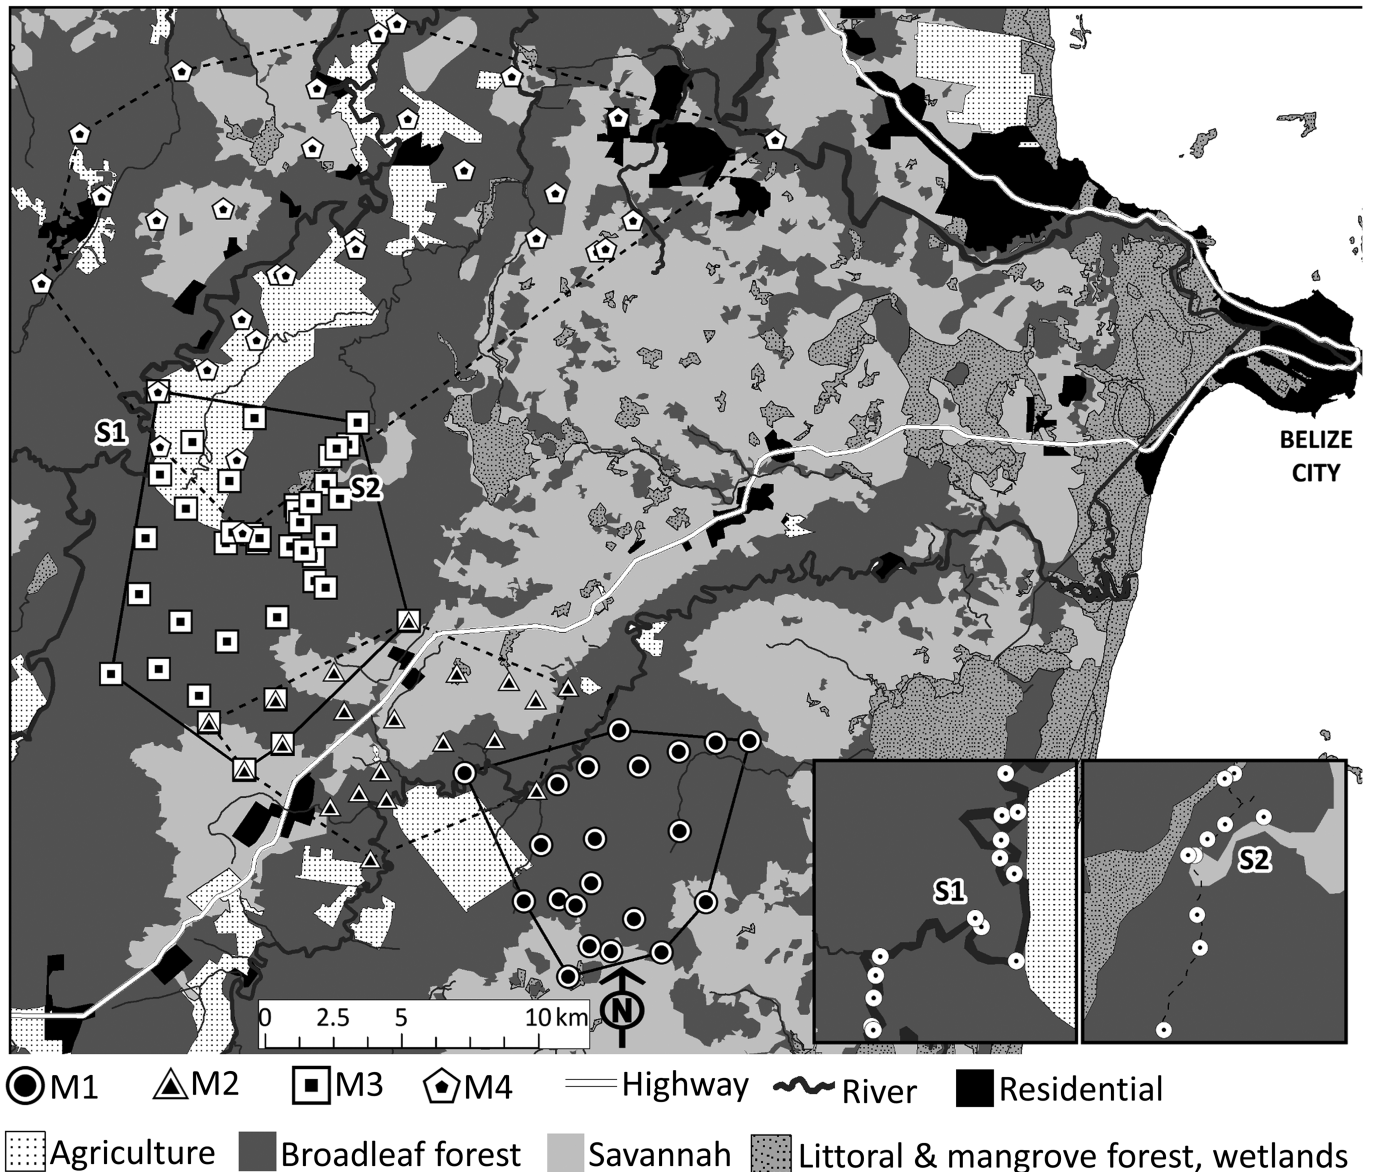 S1
S2
BELIZE
CITY
S1
S2
0 2.5 5 10 km
N
M1 M2 M3 M4 Highway River Residential
Agriculture Broadleaf forest Savannah Littoral & mangrove forest, wetlands